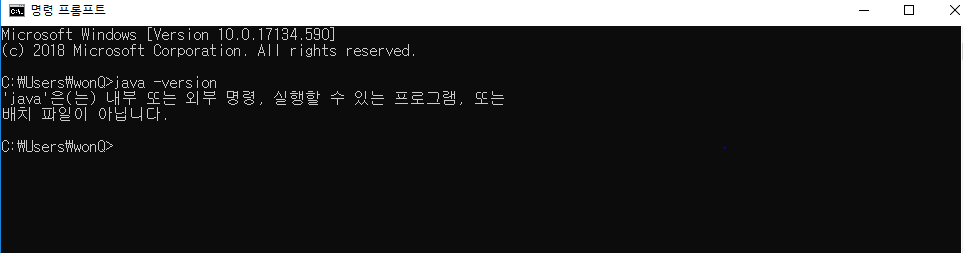 명령 프롬프트
Microsoft Windows [Version 10.0.17134.590]
(c) 2018 Microsoft Corporation. All rights reserved.
C:₩Users₩wonQ>java -version
'java'은(는) 내부 또는 외부 명령, 실행할 수 있는 프로그램, 또는
배치 파일이 아닙니다.
C:₩Users₩wonQ>